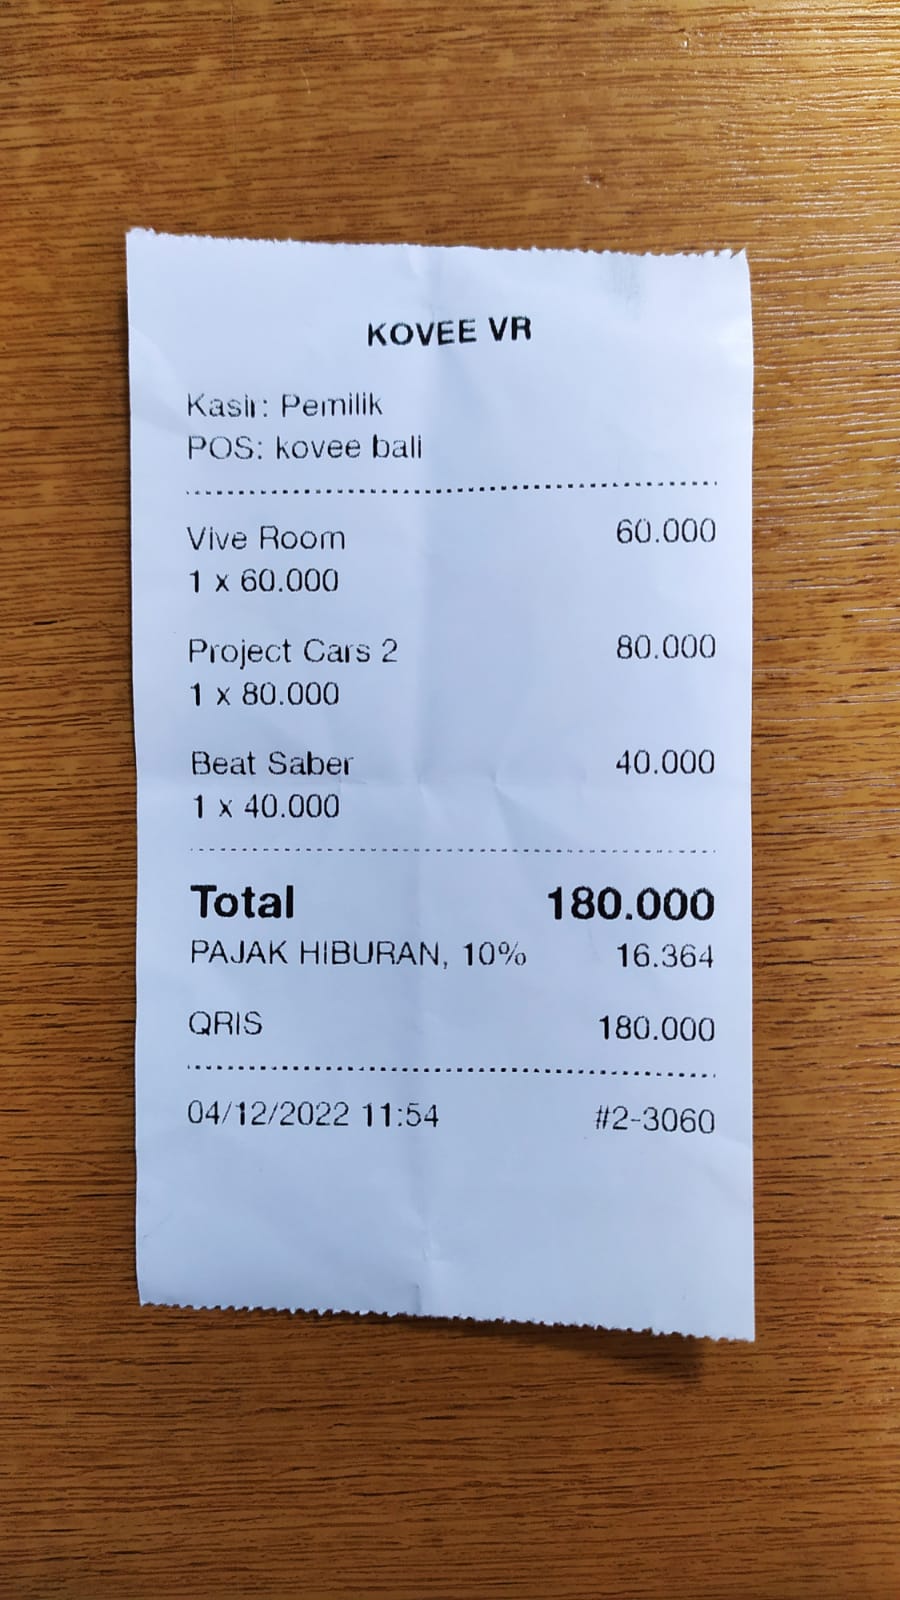 KOVEE VR
Kasir: Pemilik
POS: kovee bali
Vive Room 60.000
1 x 60.000
Project Cars 2 80.000
1 x 80.000
Beat Saber 40.000
1 x 40.000
Total 180.000
PAJAK HIBURAN, 10% 16.364
QRIS 180.000
04/12/2022 11:54 #2-3060